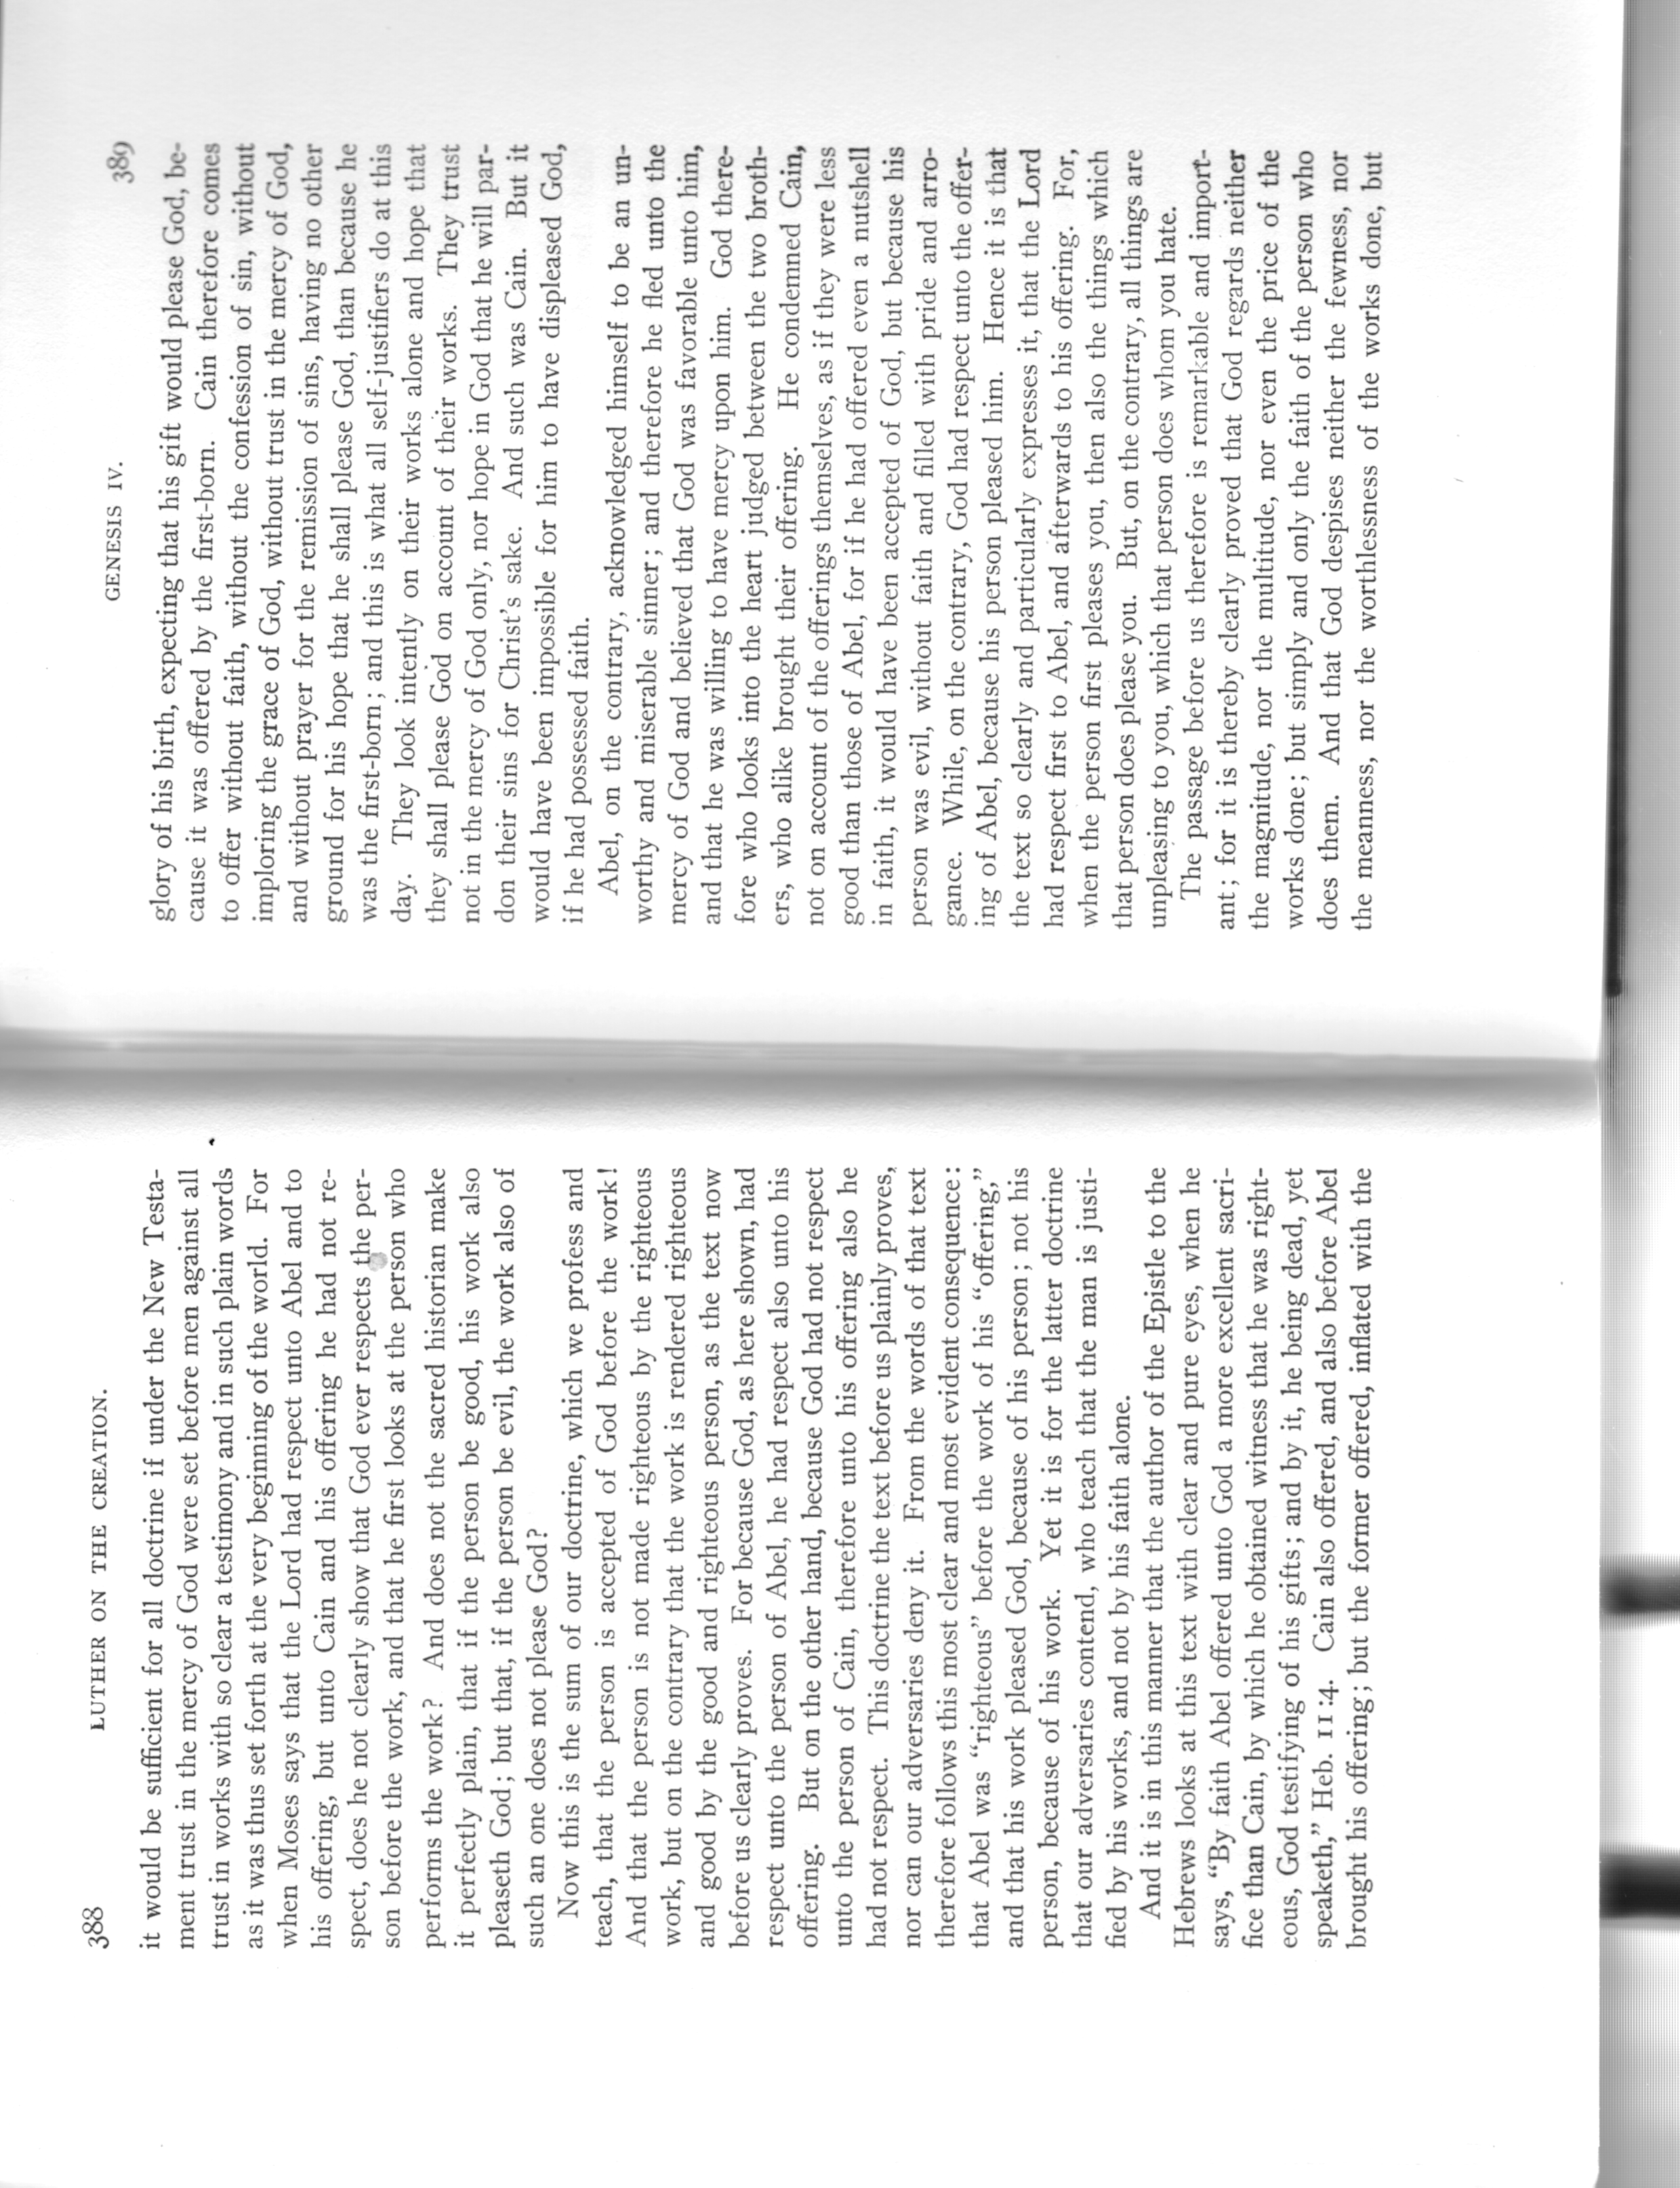 388
LUTHER ON THE CREATION.
it would be sufficient for all doctrine if under the New Testa-
ment trust in the mercy of God were set before men against all
trust in works with so clear a testimony and in such plain words
as it was thus set forth at the very beginning of the world. For
when Moses says that the Lord had respect unto Abel and to
his offering, but unto Cain and his offering he had not re-
spect, does he not clearly show that God ever respects the per-
son before the work, and that he first looks at the person who
performs the work? And does not the sacred historian make
it perfectly plain, that if the person be good, his work also
pleaseth God; but that, if the person be evil, the work also of
such an one does not please God?
Now this is the sum of our doctrine, which we profess and
teach, that the person is accepted of God before the work!
And that the person is not made righteous by the righteous
work, but on the contrary that the work is rendered righteous
and good by the good and righteous person, as the text now
before us clearly proves. For because God, as here shown, had
respect unto the person of Abel, he had respect also unto his
offering. But on the other hand, because God had not respect
unto the person of Cain, therefore unto his offering also he
had not respect. This doctrine the text before us plainly proves,
nor can our adversaries deny it. From the words of that text
therefore follows this most clear and most evident consequence:
that Abel was “righteous” before the work of his “offering,”
and that his work pleased God, because of his person; not his
person, because of his work. Yet it is for the latter doctrine
that our adversaries contend, who teach that the man is justi-
fied by his works, and not by his faith alone.
And it is in this manner that the author of the Epistle to the
Hebrews looks at this text with clear and pure eyes, when he
says, “By faith Abel offered unto God a more excellent sacri-
fice than Cain, by which he obtained witness that he was right-
eous, God testifying of his gifts; and by it, he being dead, yet
speaketh,” Heb. 11:4. Cain also offered, and also before Abel
brought his offering; but the former offered, inflated with the
GENESIS IV.
389
glory of his birth, expecting that his gift would please God, be-
cause it was offered by the first-born. Cain therefore comes
to offer without faith, without the confession of sin, without
imploring the grace of God, without trust in the mercy of God,
and without prayer for the remission of sins, having no other
ground for his hope that he shall please God, than because he
was the first-born; and this is what all self-justifiers do at this
day. They look intently on their works alone and hope that
they shall please God on account of their works. They trust
not in the mercy of God only, nor hope in God that he will par-
don their sins for Christ’s sake. And such was Cain. But it
would have been impossible for him to have displeased God,
if he had possessed faith.
Abel, on the contrary, acknowledged himself to be an un-
worthy and miserable sinner; and therefore he fled unto the
mercy of God and believed that God was favorable unto him,
and that he was willing to have mercy upon him. God there-
fore who looks into the heart judged between the two broth-
ers, who alike brought their offering. He condemned Cain,
not on account of the offerings themselves, as if they were less
good than those of Abel, for if he had offered even a nutshell
in faith, it would have been accepted of God, but because his
person was evil, without faith and filled with pride and arro-
gance. While, on the contrary, God had respect unto the offer-
ing of Abel, because his person pleased him. Hence it is that
the text so clearly and particularly expresses it, that the Lord
had respect first to Abel, and afterwards to his offering. For,
when the person first pleases you, then also the things which
that person does please you. But, on the contrary, all things are
unpleasing to you, which that person does whom you hate.
The passage before us therefore is remarkable and import-
ant; for it is thereby clearly proved that God regards neither
the magnitude, nor the multitude, nor even the price of the
works done; but simply and only the faith of the person who
does them. And that God despises neither the fewness, nor
the meanness, nor the worthlessness of the works done, but